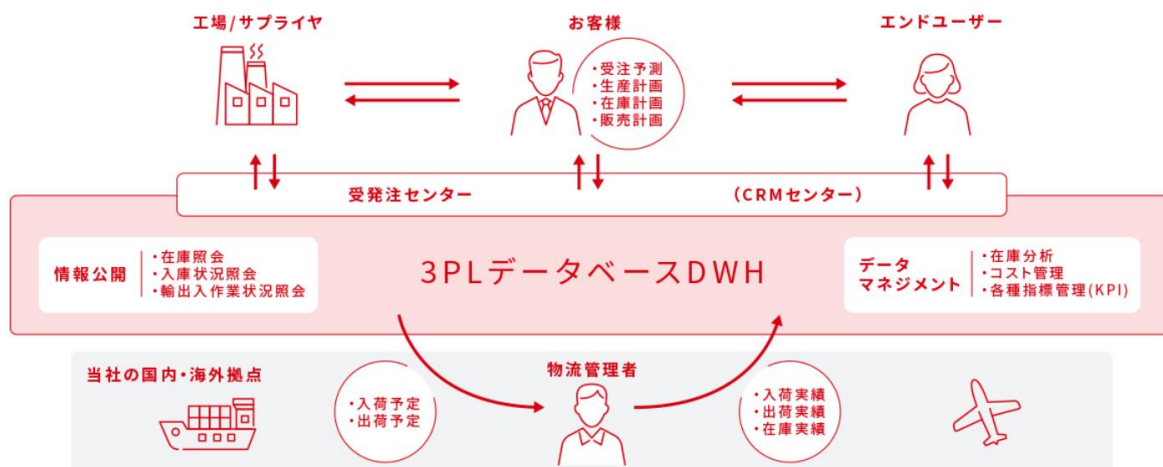 工場/サプライヤ
お客様
エンドユーザー
・受注予測
・生産計画
・在庫計画
・販売計画
受発注センター
（CRMセンター）
情報公開
・在庫照会
・入庫状況照会
・輸出入作業状況照会
3PLデータベースDWH
データ
マネジメント
・在庫分析
・コスト管理
・各種指標管理(KPI)
当社の国内・海外拠点
・入荷予定
・出荷予定
物流管理者
・入荷実績
・出荷実績
・在庫実績